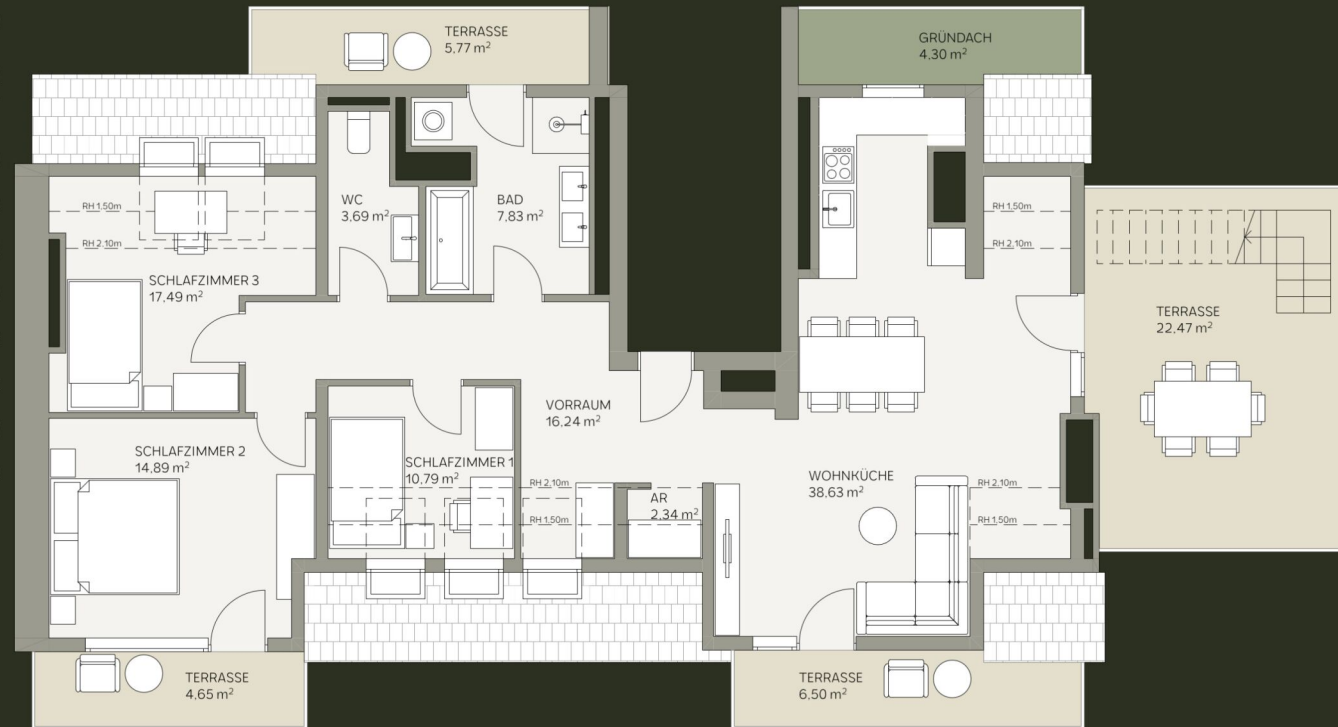 TERRASSE
5,77 m²
GRÜNDACH
4,30 m²
WC
3,69 m²
BAD
7,83 m²
RH 1.50m
RH 2.10m
SCHLAFZIMMER 3
17,49 m²
RH 1.50m
RH 2.10m
TERRASSE
22,47 m²
VORRAUM
16,24 m²
SCHLAFZIMMER 2
14,89 m²
SCHLAFZIMMER 1
10,79 m²
RH 2.10m
RH 1.50m
AR
2,34 m²
WOHNKÜCHE
38,63 m²
RH 2.10m
RH 1.50m
TERRASSE
4,65 m²
TERRASSE
6,50 m²